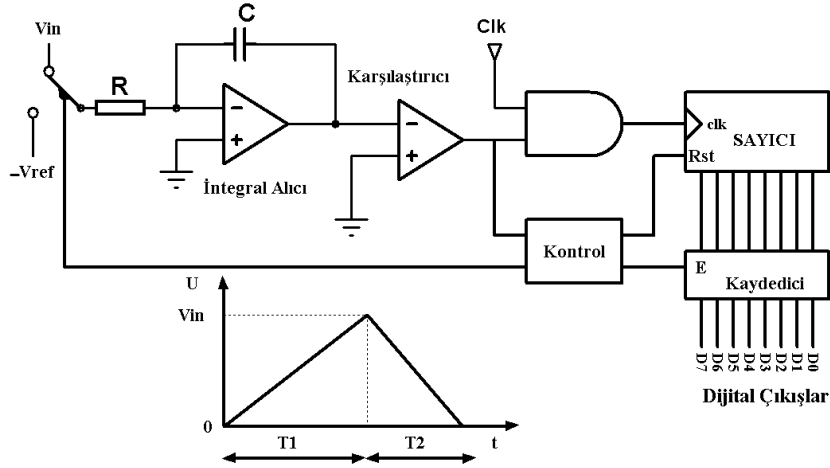 Vin
C
Clk
R
Karşılaştırıcı
clk
SAYICI
Rst
–Vref
İntegral Alıcı
Kontrol
E
Kaydedici
U
Vin
0
T1
T2
t
D7
D6
D5
D4
D3
D2
D1
D0
Dijital Çıkışlar